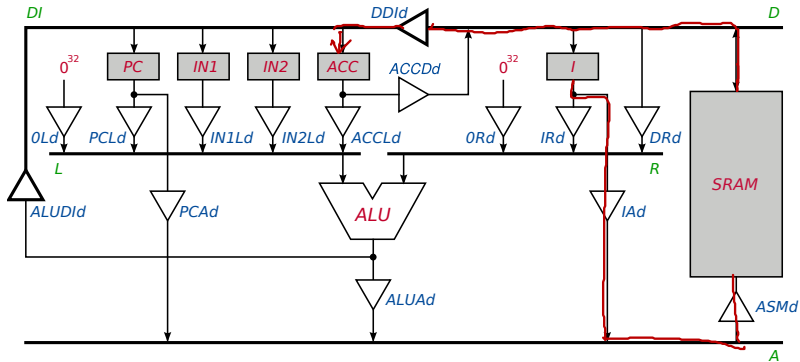 DI DDId D
0³² PC IN1 IN2 ACC ACCDd 0³² I
0Ld PCLd IN1Ld IN2Ld ACCLd 0Rd IRd DRd
L R
SRAM
ALUDId PCAd ALU IAd
ALUAd ASMd
A